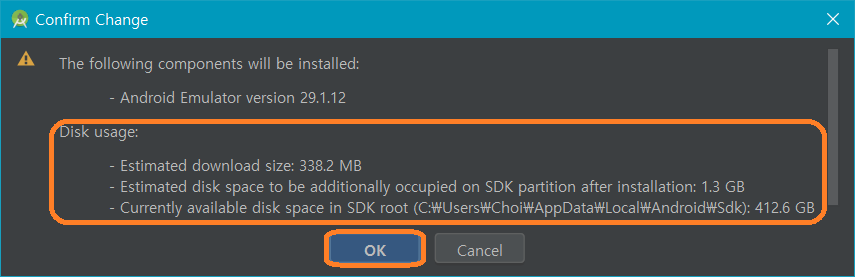 Confirm Change
The following components will be installed:
- Android Emulator version 29.1.12
Disk usage:
- Estimated download size: 338.2 MB
- Estimated disk space to be additionally occupied on SDK partition after installation: 1.3 GB
- Currently available disk space in SDK root (C:₩Users₩Choi₩AppData₩Local₩Android₩Sdk): 412.6 GB
OK
Cancel